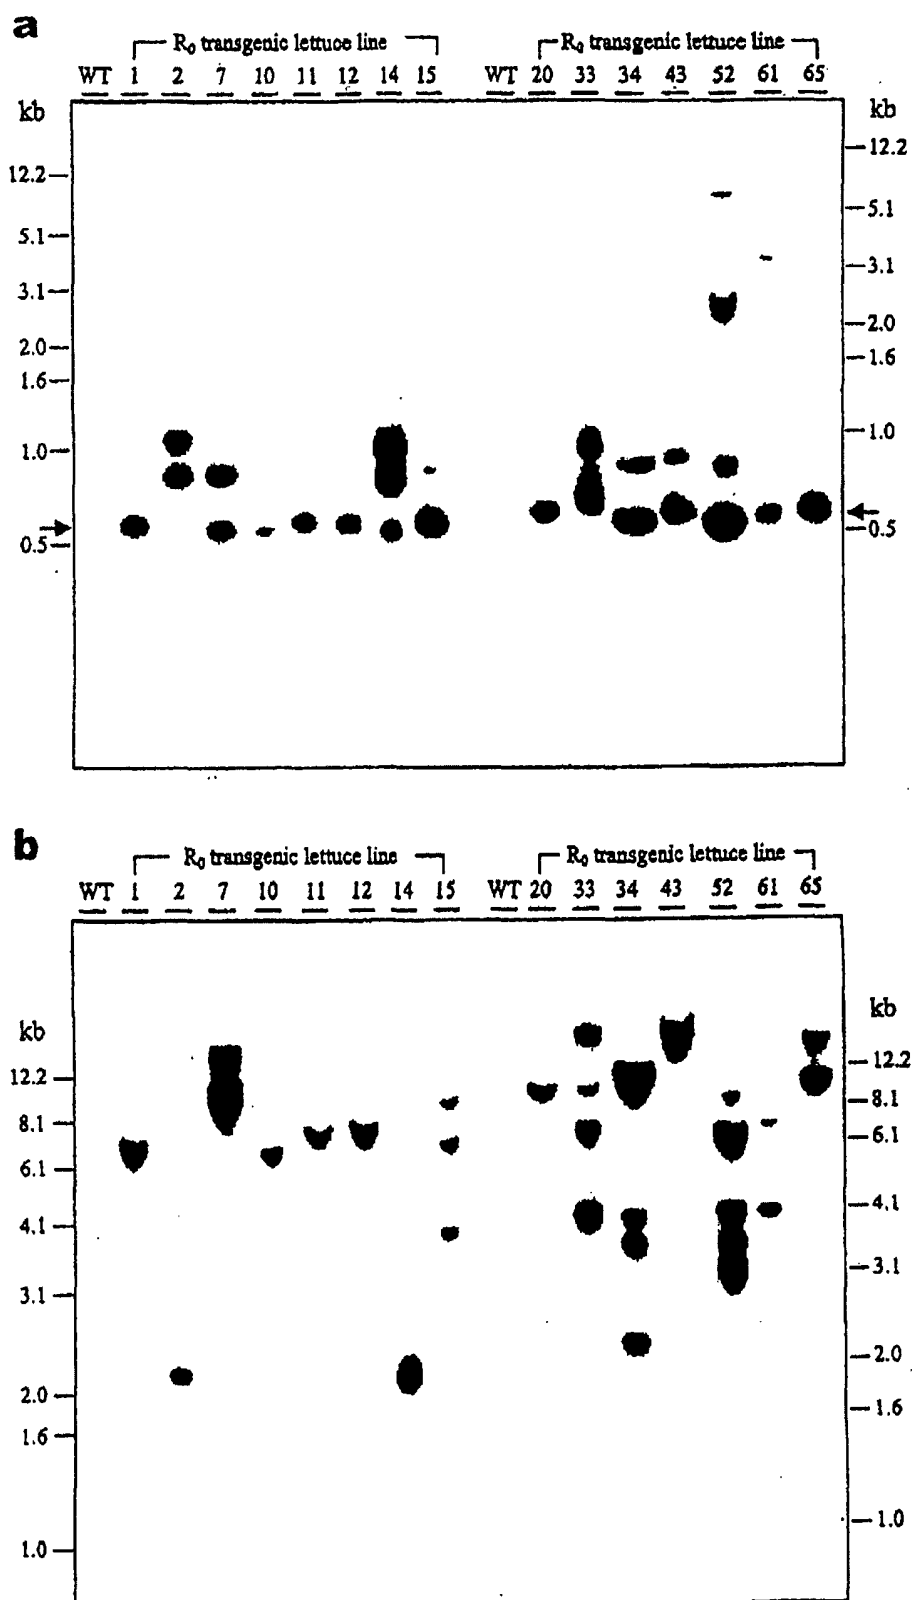 a
R0 transgenic lettuce line R0 transgenic lettuce line
WT 1 2 7 10 11 12 14 15 WT 20 33 34 43 52 61 65
kb kb
12.2 12.2
5.1 5.1
3.1 3.1
2.0 2.0
1.6 1.6
1.0 1.0
0.5 0.5
b
R0 transgenic lettuce line R0 transgenic lettuce line
WT 1 2 7 10 11 12 14 15 WT 20 33 34 43 52 61 65
kb kb
12.2 12.2
8.1 8.1
6.1 6.1
4.1 4.1
3.1 3.1
2.0 2.0
1.6 1.6
1.0 1.0